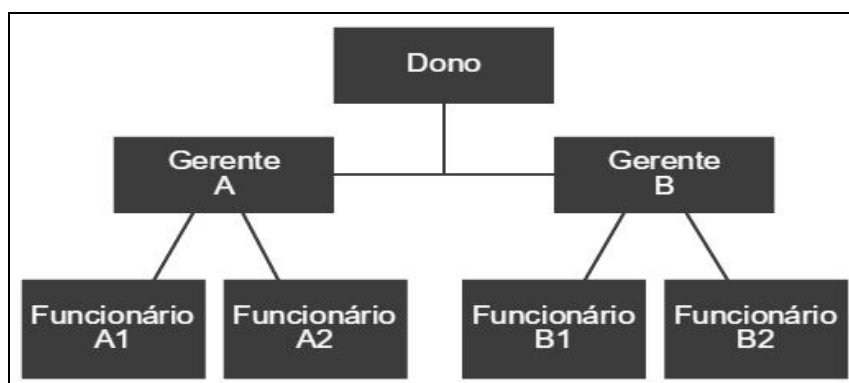 Dono
Gerente
A
Gerente
B
Funcionário
A1
Funcionário
A2
Funcionário
B1
Funcionário
B2